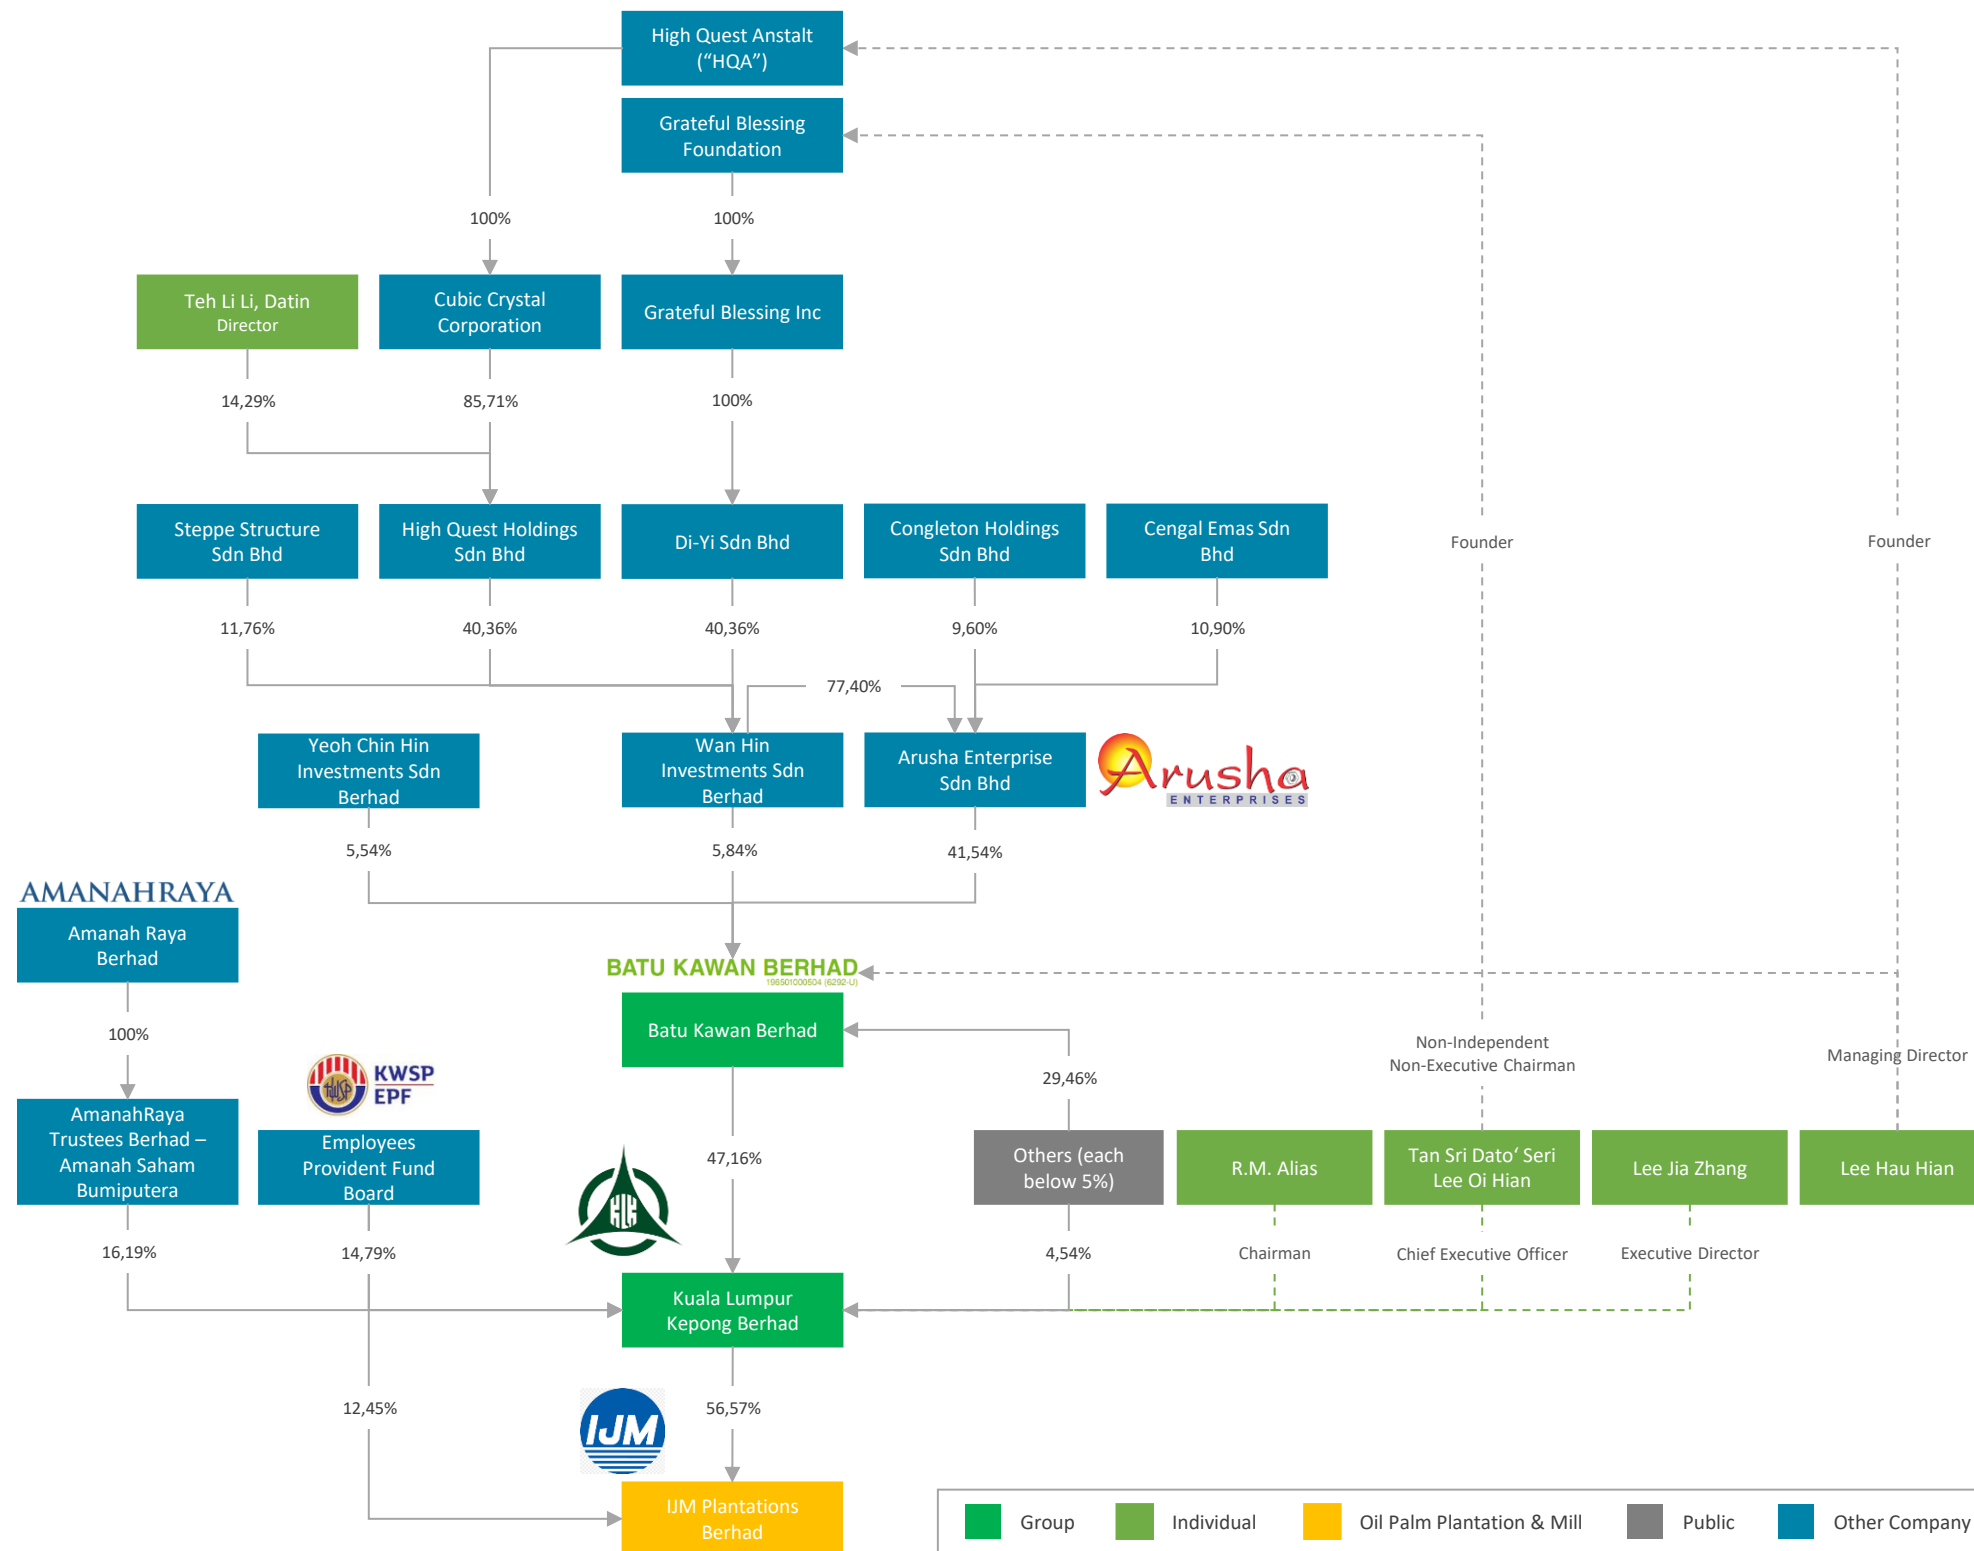 High Quest Anstalt
(“HQA”)
Grateful Blessing
Foundation
100%
100%
Teh Li Li, Datin
Director
Cubic Crystal
Corporation
Grateful Blessing Inc
14,29%
85,71%
100%
Steppe Structure
Sdn Bhd
High Quest Holdings
Sdn Bhd
Di-Yi Sdn Bhd
Congleton Holdings
Sdn Bhd
Cengal Emas Sdn
Bhd
Founder
Founder
11,76%
40,36%
40,36%
9,60%
10,90%
77,40%
Yeoh Chin Hin
Investments Sdn
Berhad
Wan Hin
Investments Sdn
Berhad
Arusha Enterprise
Sdn Bhd
Arusha
ENTERPRISES
5,54%
5,84%
41,54%
AMANAHRAYA
Amanah Raya
Berhad
BATU KAWAN BERHAD
196501000504 (6292-U)
Batu Kawan Berhad
100%
KWSP
EPF
29,46%
Non-Independent
Non-Executive Chairman
Managing Director
AmanahRaya
Trustees Berhad –
Amanah Saham
Bumiputera
Employees
Provident Fund
Board
47,16%
Others (each
below 5%)
R.M. Alias
Tan Sri Dato‘ Seri
Lee Oi Hian
Lee Jia Zhang
Lee Hau Hian
KLK
16,19%
14,79%
4,54%
Chairman
Chief Executive Officer
Executive Director
Kuala Lumpur
Kepong Berhad
12,45%
IJM
56,57%
IJM Plantations
Berhad
Group
Individual
Oil Palm Plantation & Mill
Public
Other Company